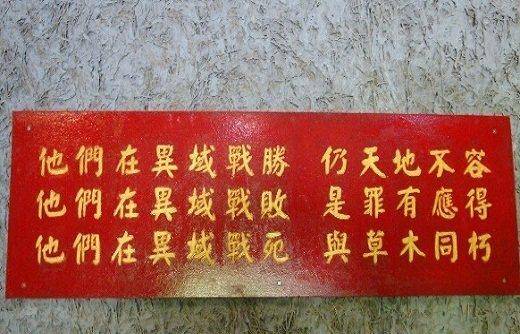 他們在異域戰勝 仍天地不容
他們在異域戰敗 是罪有應得
他們在異域戰死 與草木同朽